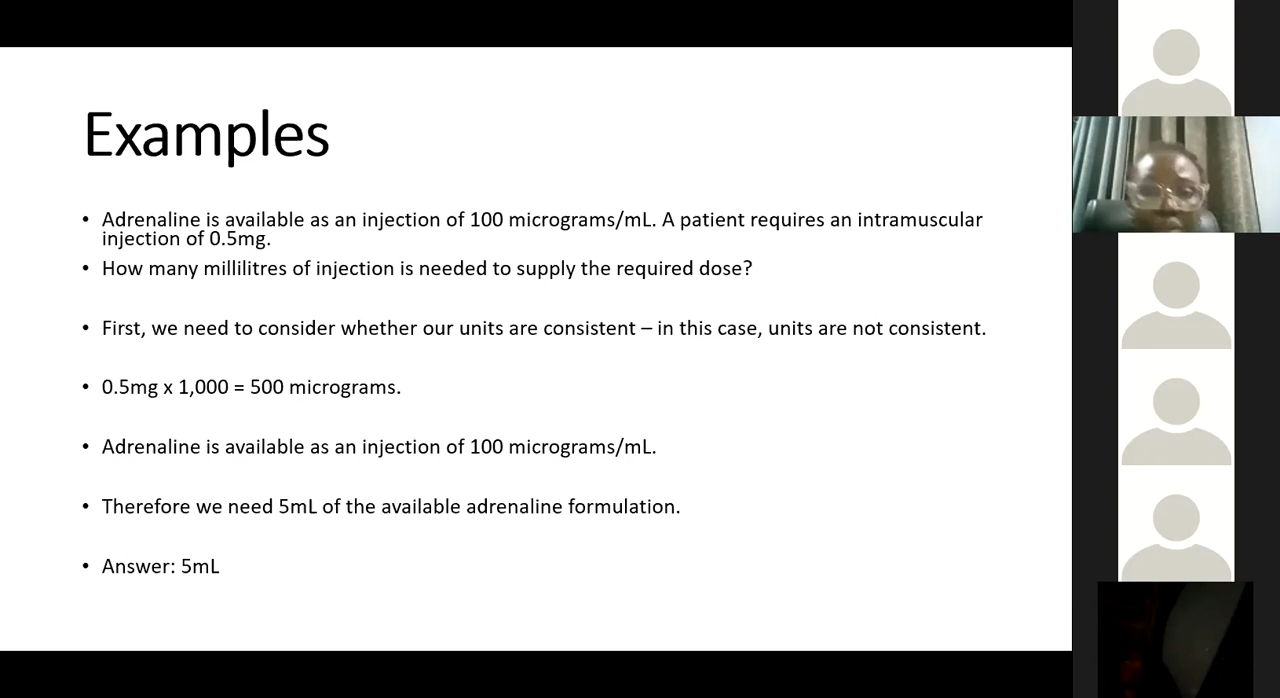 Examples
• Adrenaline is available as an injection of 100 micrograms/mL. A patient requires an intramuscular
injection of 0.5mg.
• How many millilitres of injection is needed to supply the required dose?
• First, we need to consider whether our units are consistent – in this case, units are not consistent.
• 0.5mg x 1,000 = 500 micrograms.
• Adrenaline is available as an injection of 100 micrograms/mL.
• Therefore we need 5mL of the available adrenaline formulation.
• Answer: 5mL